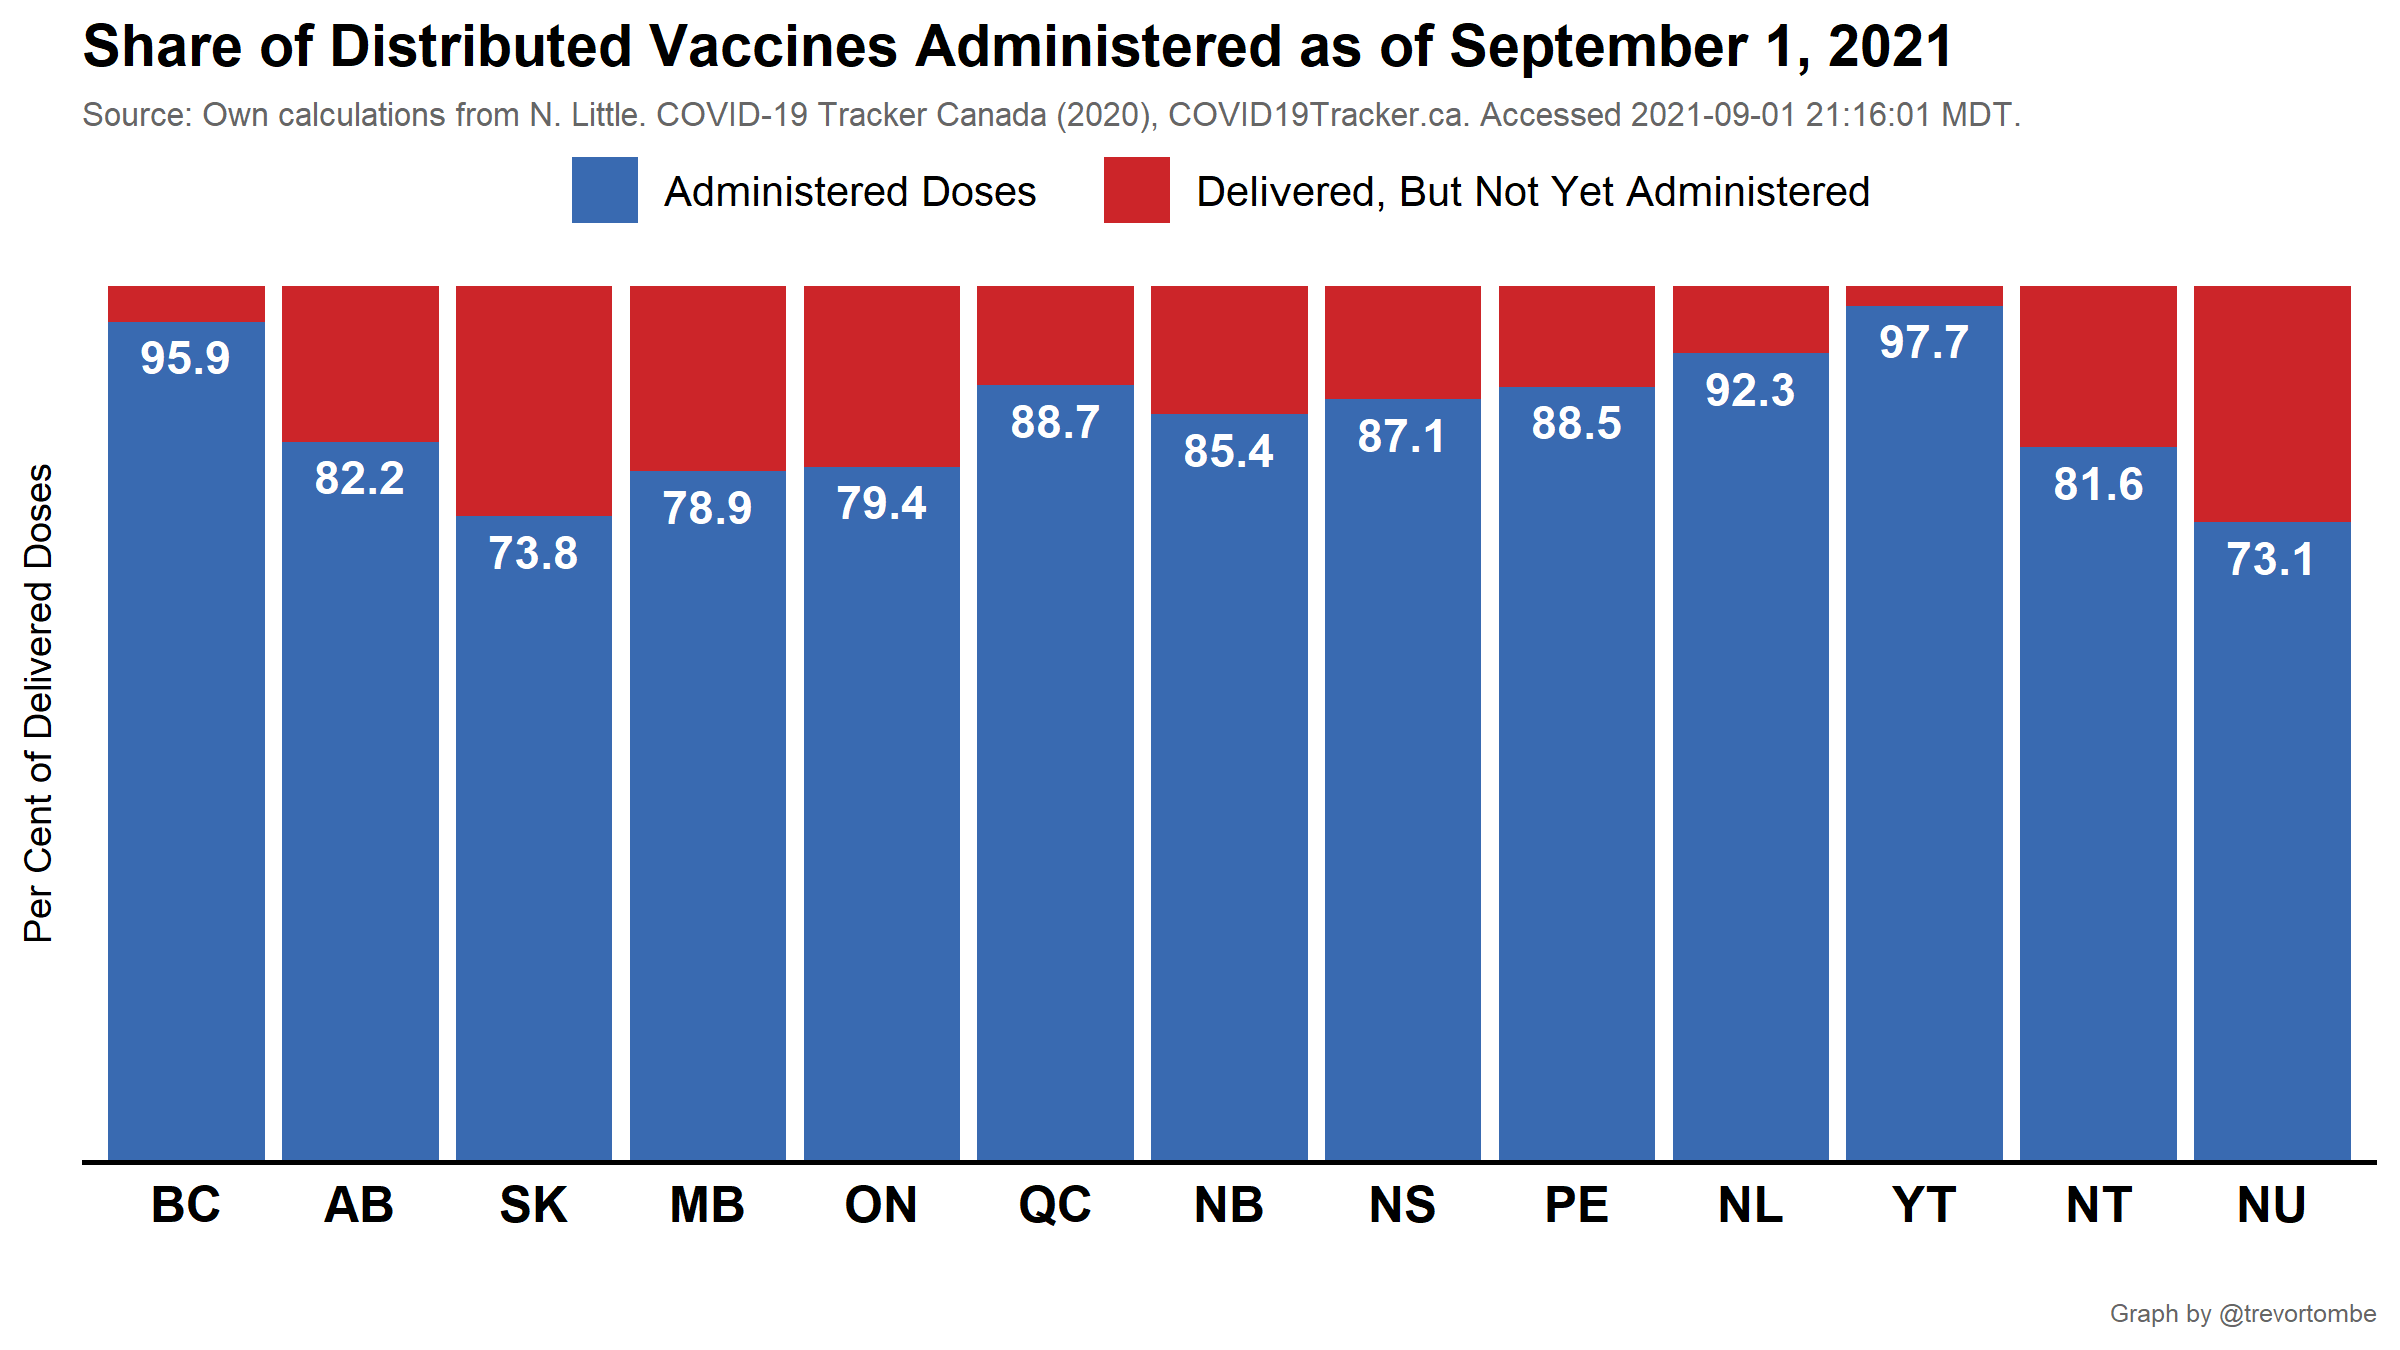 Share of Distributed Vaccines Administered as of September 1, 2021
Source: Own calculations from N. Little. COVID-19 Tracker Canada (2020), COVID19Tracker.ca. Accessed 2021-09-01 21:16:01 MDT.
Administered Doses
Delivered, But Not Yet Administered
Per Cent of Delivered Doses
95.9
82.2
73.8
78.9
79.4
88.7
85.4
87.1
88.5
92.3
97.7
81.6
73.1
BC AB SK MB ON QC NB NS PE NL YT NT NU
Graph by @trevortombe